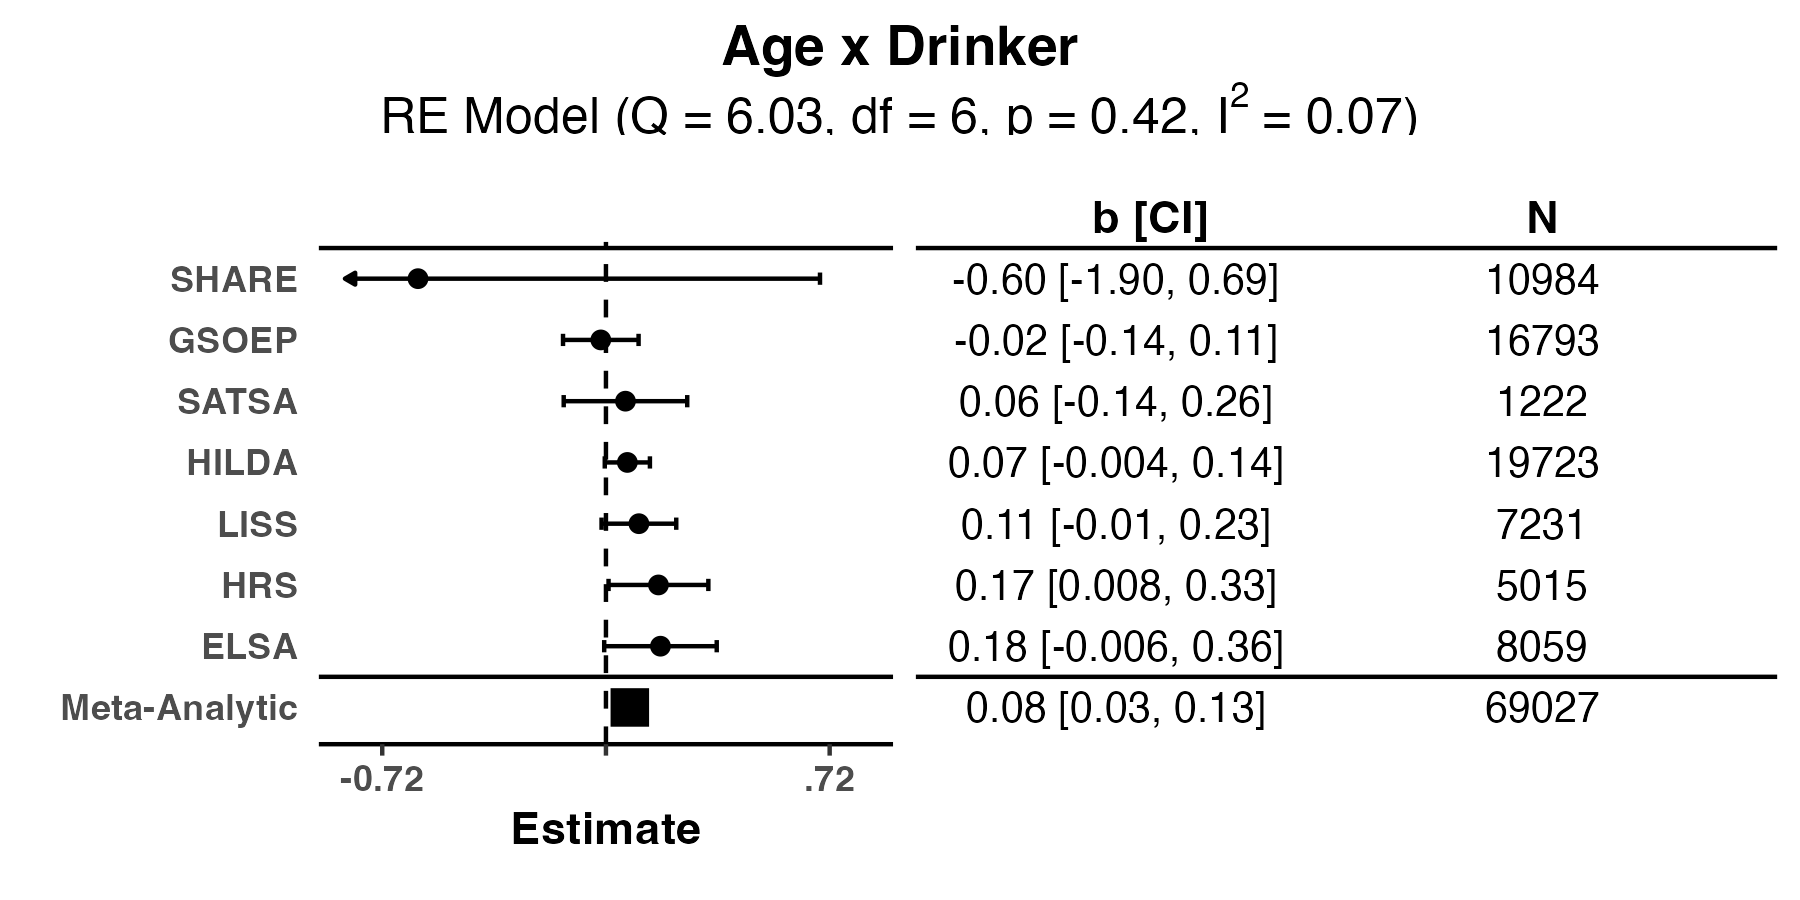 Age x Drinker
RE Model (Q = 6.03, df = 6, p = 0.42, I² = 0.07)
b [CI] N
SHARE -0.60 [-1.90, 0.69] 10984
GSOEP -0.02 [-0.14, 0.11] 16793
SATSA 0.06 [-0.14, 0.26] 1222
HILDA 0.07 [-0.004, 0.14] 19723
LISS 0.11 [-0.01, 0.23] 7231
HRS 0.17 [0.008, 0.33] 5015
ELSA 0.18 [-0.006, 0.36] 8059
Meta-Analytic 0.08 [0.03, 0.13] 69027
-0.72 .72
Estimate